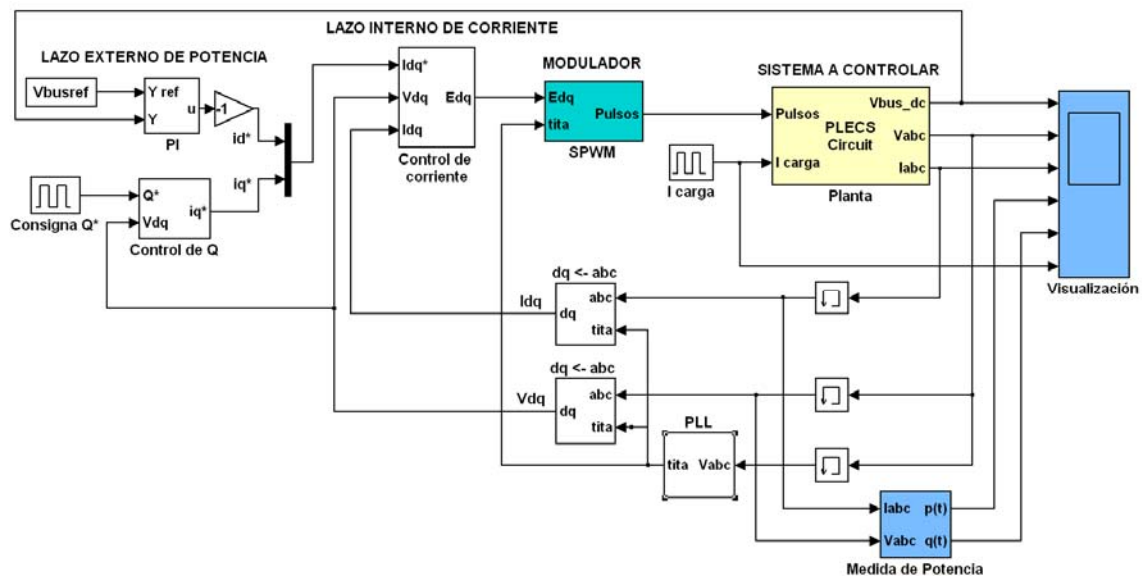 LAZO INTERNO DE CORRIENTE
LAZO EXTERNO DE POTENCIA
Vbusref
Y ref
Y
u
PI
-1
id*
iq*
Consigna Q*
Q*
Vdq
iq*
Control de Q
Idq*
Vdq
Idq
Edq
Control de
corriente
MODULADOR
Edq
tita
Pulsos
SPWM
I carga
SISTEMA A CONTROLAR
Pulsos
I carga
PLECS
Circuit
Vbus_dc
Vabc
Iabc
Planta
Visualización
dq <- abc
abc
dq
tita
Idq
dq <- abc
abc
dq
tita
Vdq
PLL
tita
Vabc
Iabc
Vabc
p(t)
q(t)
Medida de Potencia